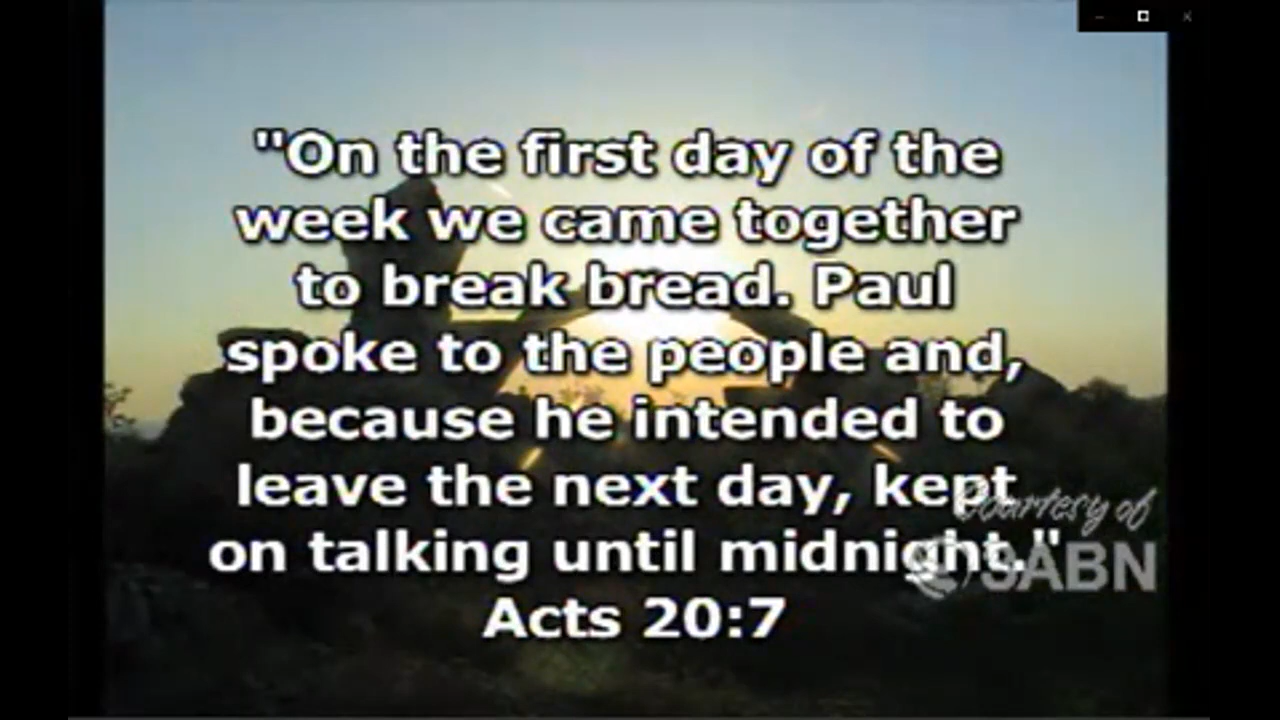 "On the first day of the
week we came together
to break bread. Paul
spoke to the people and,
because he intended to
leave the next day, kept
on talking until midnight."
Acts 20:7
Courtesy of
3ABN